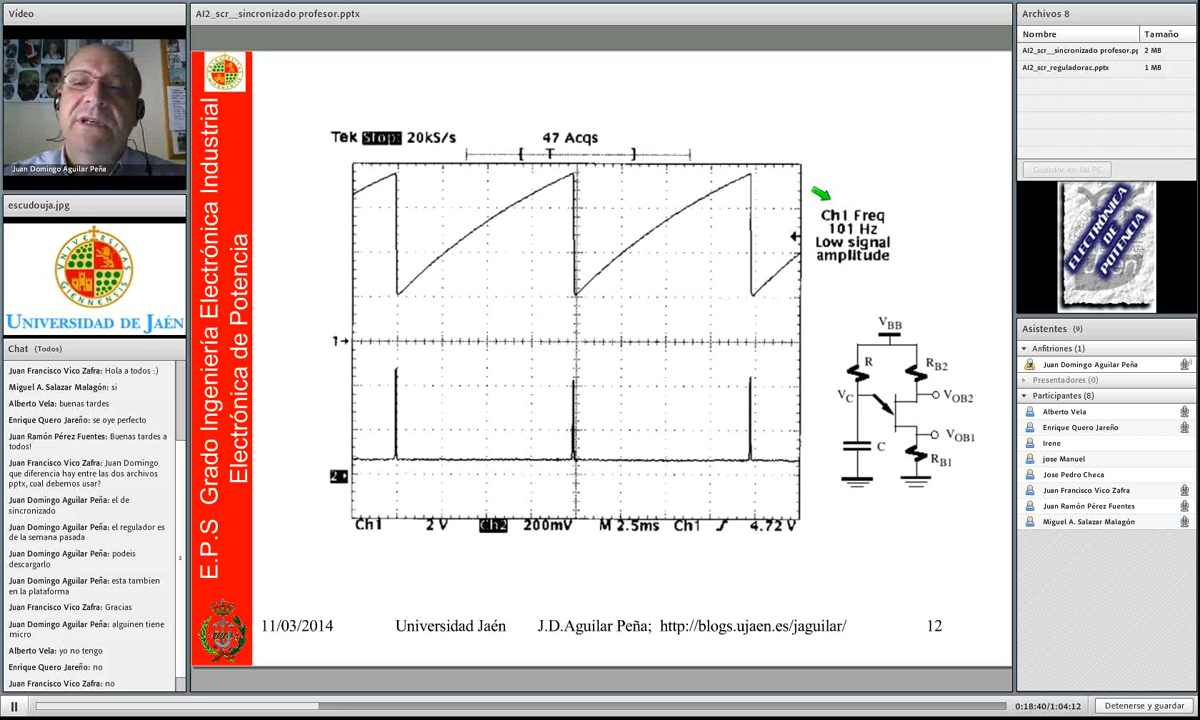 Vídeo
Juan Domingo Aguilar Peña
escudouja.jpg
UNIVERSITAS
GIENNENSIS
UNIVERSIDAD DE JAÉN
Chat (Todos)
Juan Francisco Vico Zafra: Hola a todos :)
Miguel A. Salazar Malagón: si
Alberto Vela: buenas tardes
Enrique Quero Jareño: se oye perfecto
Juan Ramón Pérez Fuentes: Buenas tardes a
todos!
Juan Francisco Vico Zafra: Juan Domingo
que diferencia hay entre las dos archivos
pptx, cual debemos usar?
Juan Domingo Aguilar Peña: el de
sincronizado
Juan Domingo Aguilar Peña: el regulador es
de la semana pasada
Juan Domingo Aguilar Peña: podeis
descargarlo
Juan Domingo Aguilar Peña: esta tambien
en la plataforma
Juan Francisco Vico Zafra: Gracias
Juan Domingo Aguilar Peña: alguinen tiene
micro
Alberto Vela: yo no tengo
Enrique Quero Jareño: no
Juan Francisco Vico Zafra: no
AI2_scr__sincronizado profesor.pptx
E.P.S Grado Ingeniería Electrónica Industrial
Electrónica de Potencia
Tek Stop: 20kS/s
47 Acqs
[ T ]
Ch1 Freq
101 Hz
Low signal
amplitude
1
2
Ch1 2 V Ch2 200mV M 2.5ms Ch1 4.72 V
VBB
R
RB2
VC
VOB2
C
VOB1
RB1
11/03/2014
Universidad Jaén
J.D.Aguilar Peña; http://blogs.ujaen.es/jaguilar/
12
Archivos 8
Nombre Tamaño
AI2_scr__sincronizado profesor.pp 2 MB
AI2_scr_reguladorac.pptx 1 MB
Guardar en Mi PC
ELECTRÓNICA
DE
POTENCIA
Asistentes (9)
Anfitriones (1)
Juan Domingo Aguilar Peña
Presentadores (0)
Participantes (8)
Alberto Vela
Enrique Quero Jareño
Irene
jose Manuel
Jose Pedro Checa
Juan Francisco Vico Zafra
Juan Ramón Pérez Fuentes
Miguel A. Salazar Malagón
0:18:40/1:04:12
Detenerse y guardar